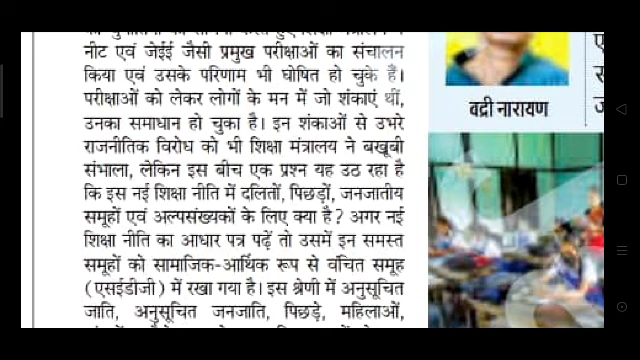 नीट एवं जेईई जैसी प्रमुख परीक्षाओं का संचालन
किया एवं उसके परिणाम भी घोषित हो चुके हैं।
परीक्षाओं को लेकर लोगों के मन में जो शंकाएं थीं,
उनका समाधान हो चुका है। इन शंकाओं से उभरे
राजनीतिक विरोध को भी शिक्षा मंत्रालय ने बखूबी
संभाला, लेकिन इस बीच एक प्रश्न यह उठ रहा है
कि इस नई शिक्षा नीति में दलितों, पिछड़ों, जनजातीय
समूहों एवं अल्पसंख्यकों के लिए क्या है? अगर नई
शिक्षा नीति का आधार पत्र पढ़ें तो उसमें इन समस्त
समूहों को सामाजिक-आर्थिक रूप से वंचित समूह
(एसईडीजी) में रखा गया है। इस श्रेणी में अनुसूचित
जाति, अनुसूचित जनजाति, पिछड़े, महिलाओं,
बद्री नारायण